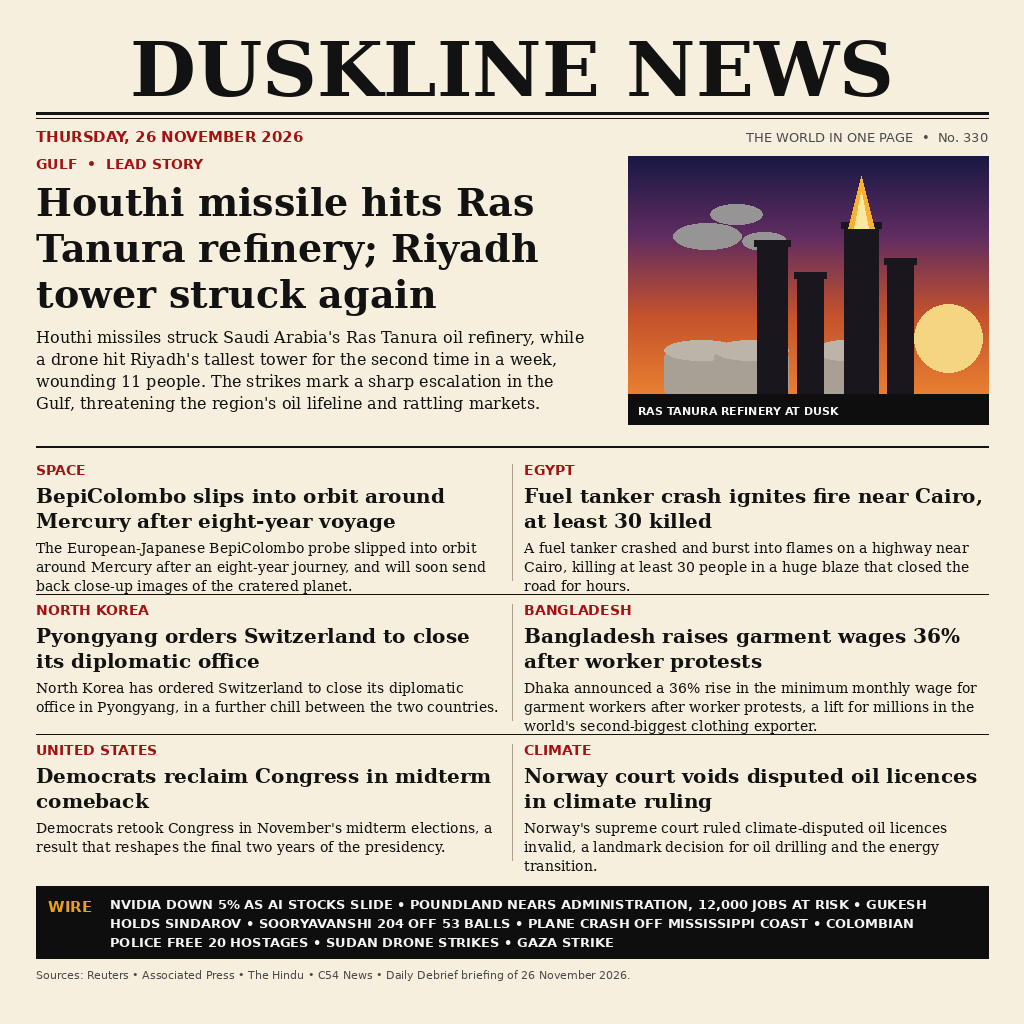 DUSKLINE NEWS
THURSDAY, 26 NOVEMBER 2026
THE WORLD IN ONE PAGE • No. 330
GULF • LEAD STORY
Houthi missile hits Ras
Tanura refinery; Riyadh
tower struck again
Houthi missiles struck Saudi Arabia's Ras Tanura oil refinery, while
a drone hit Riyadh's tallest tower for the second time in a week,
wounding 11 people. The strikes mark a sharp escalation in the
Gulf, threatening the region's oil lifeline and rattling markets.
RAS TANURA REFINERY AT DUSK
SPACE
BepiColombo slips into orbit around
Mercury after eight-year voyage
The European-Japanese BepiColombo probe slipped into orbit
around Mercury after an eight-year journey, and will soon send
back close-up images of the cratered planet.
EGYPT
Fuel tanker crash ignites fire near Cairo,
at least 30 killed
A fuel tanker crashed and burst into flames on a highway near
Cairo, killing at least 30 people in a huge blaze that closed the
road for hours.
NORTH KOREA
Pyongyang orders Switzerland to close
its diplomatic office
North Korea has ordered Switzerland to close its diplomatic
office in Pyongyang, in a further chill between the two countries.
BANGLADESH
Bangladesh raises garment wages 36%
after worker protests
Dhaka announced a 36% rise in the minimum monthly wage for
garment workers after worker protests, a lift for millions in the
world's second-biggest clothing exporter.
UNITED STATES
Democrats reclaim Congress in midterm
comeback
Democrats retook Congress in November's midterm elections, a
result that reshapes the final two years of the presidency.
CLIMATE
Norway court voids disputed oil licences
in climate ruling
Norway's supreme court ruled climate-disputed oil licences
invalid, a landmark decision for oil drilling and the energy
transition.
WIRE
NVIDIA DOWN 5% AS AI STOCKS SLIDE • POUNDLAND NEARS ADMINISTRATION, 12,000 JOBS AT RISK • GUKESH
HOLDS SINDAROV • SOORYAVANSHI 204 OFF 53 BALLS • PLANE CRASH OFF MISSISSIPPI COAST • COLOMBIAN
POLICE FREE 20 HOSTAGES • SUDAN DRONE STRIKES • GAZA STRIKE
Sources: Reuters • Associated Press • The Hindu • C54 News • Daily Debrief briefing of 26 November 2026.